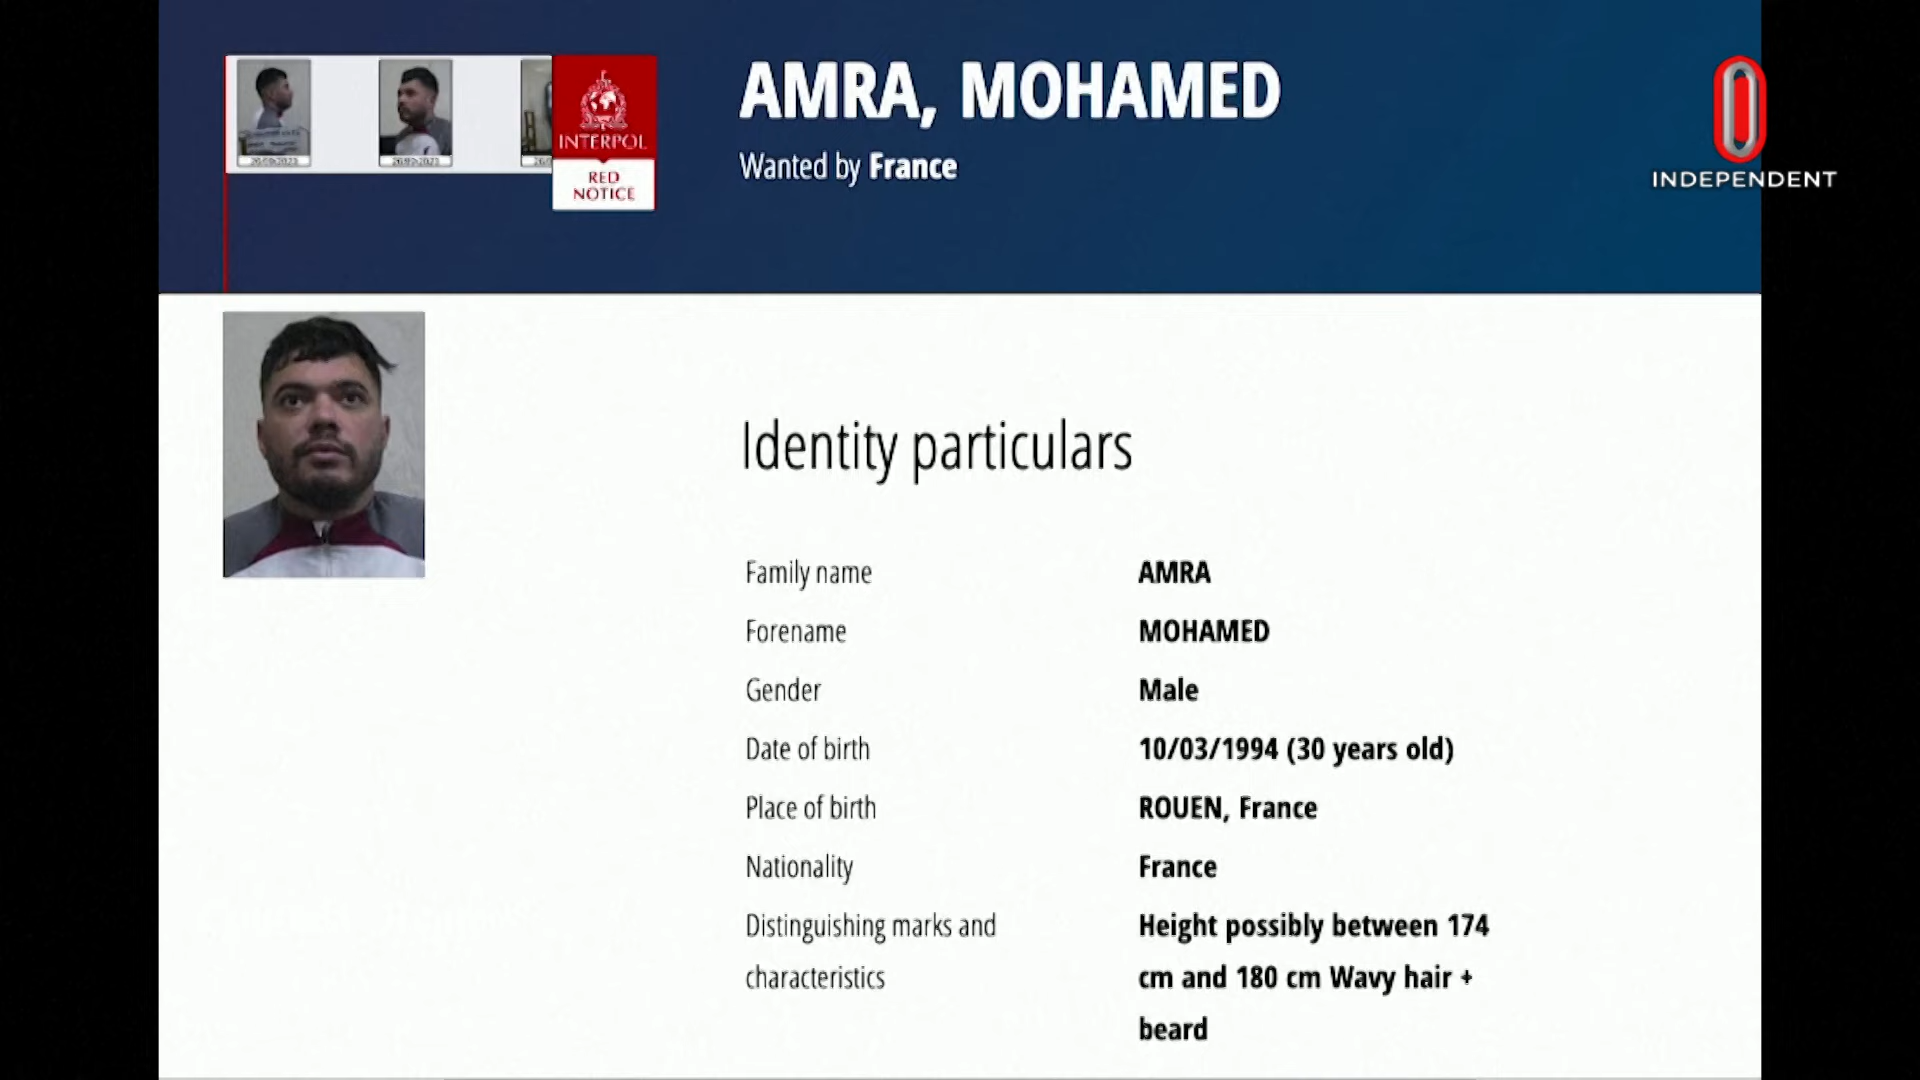 AMRA, MOHAMED
Wanted by France
INTERPOL
RED
NOTICE
INDEPENDENT
Identity particulars
Family name AMRA
Forename MOHAMED
Gender Male
Date of birth 10/03/1994 (30 years old)
Place of birth ROUEN, France
Nationality France
Distinguishing marks and Height possibly between 174
characteristics cm and 180 cm Wavy hair +
beard